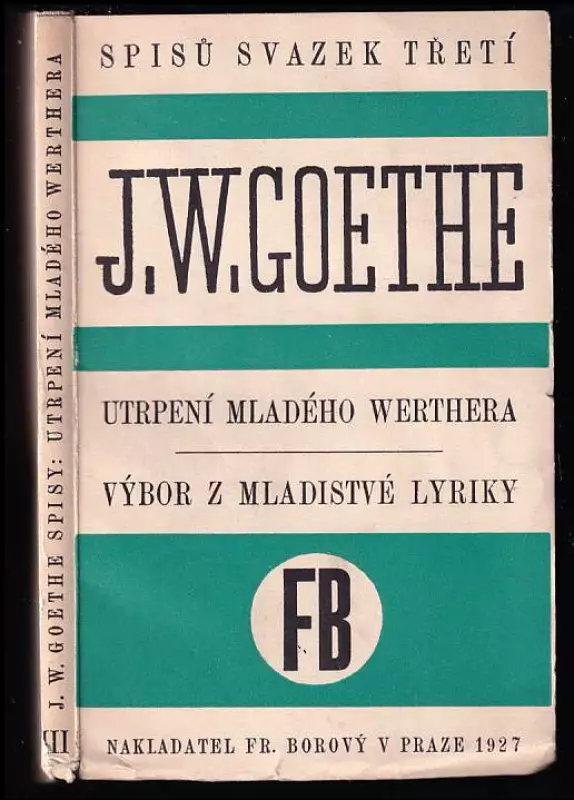 SPISŮ SVAZEK TŘETÍ
J.W.GOETHE
UTRPENÍ MLADÉHO WERTHERA
VÝBOR Z MLADISTVÉ LYRIKY
FB
NAKLADATEL FR. BOROVÝ V PRAZE 1927
J. W. GOETHE SPISY: UTRPENÍ MLADÉHO WERTHERA
III